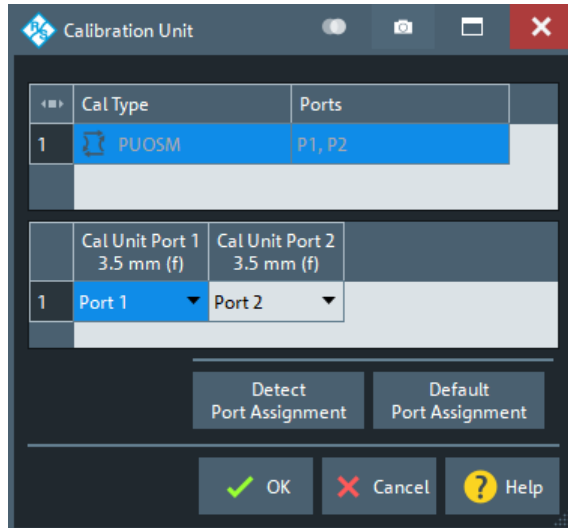 R&S Calibration Unit
Cal Type Ports
1 PUOSM P1, P2
Cal Unit Port 1 Cal Unit Port 2
3.5 mm (f) 3.5 mm (f)
1 Port 1 Port 2
Detect Default
Port Assignment Port Assignment
OK Cancel ? Help